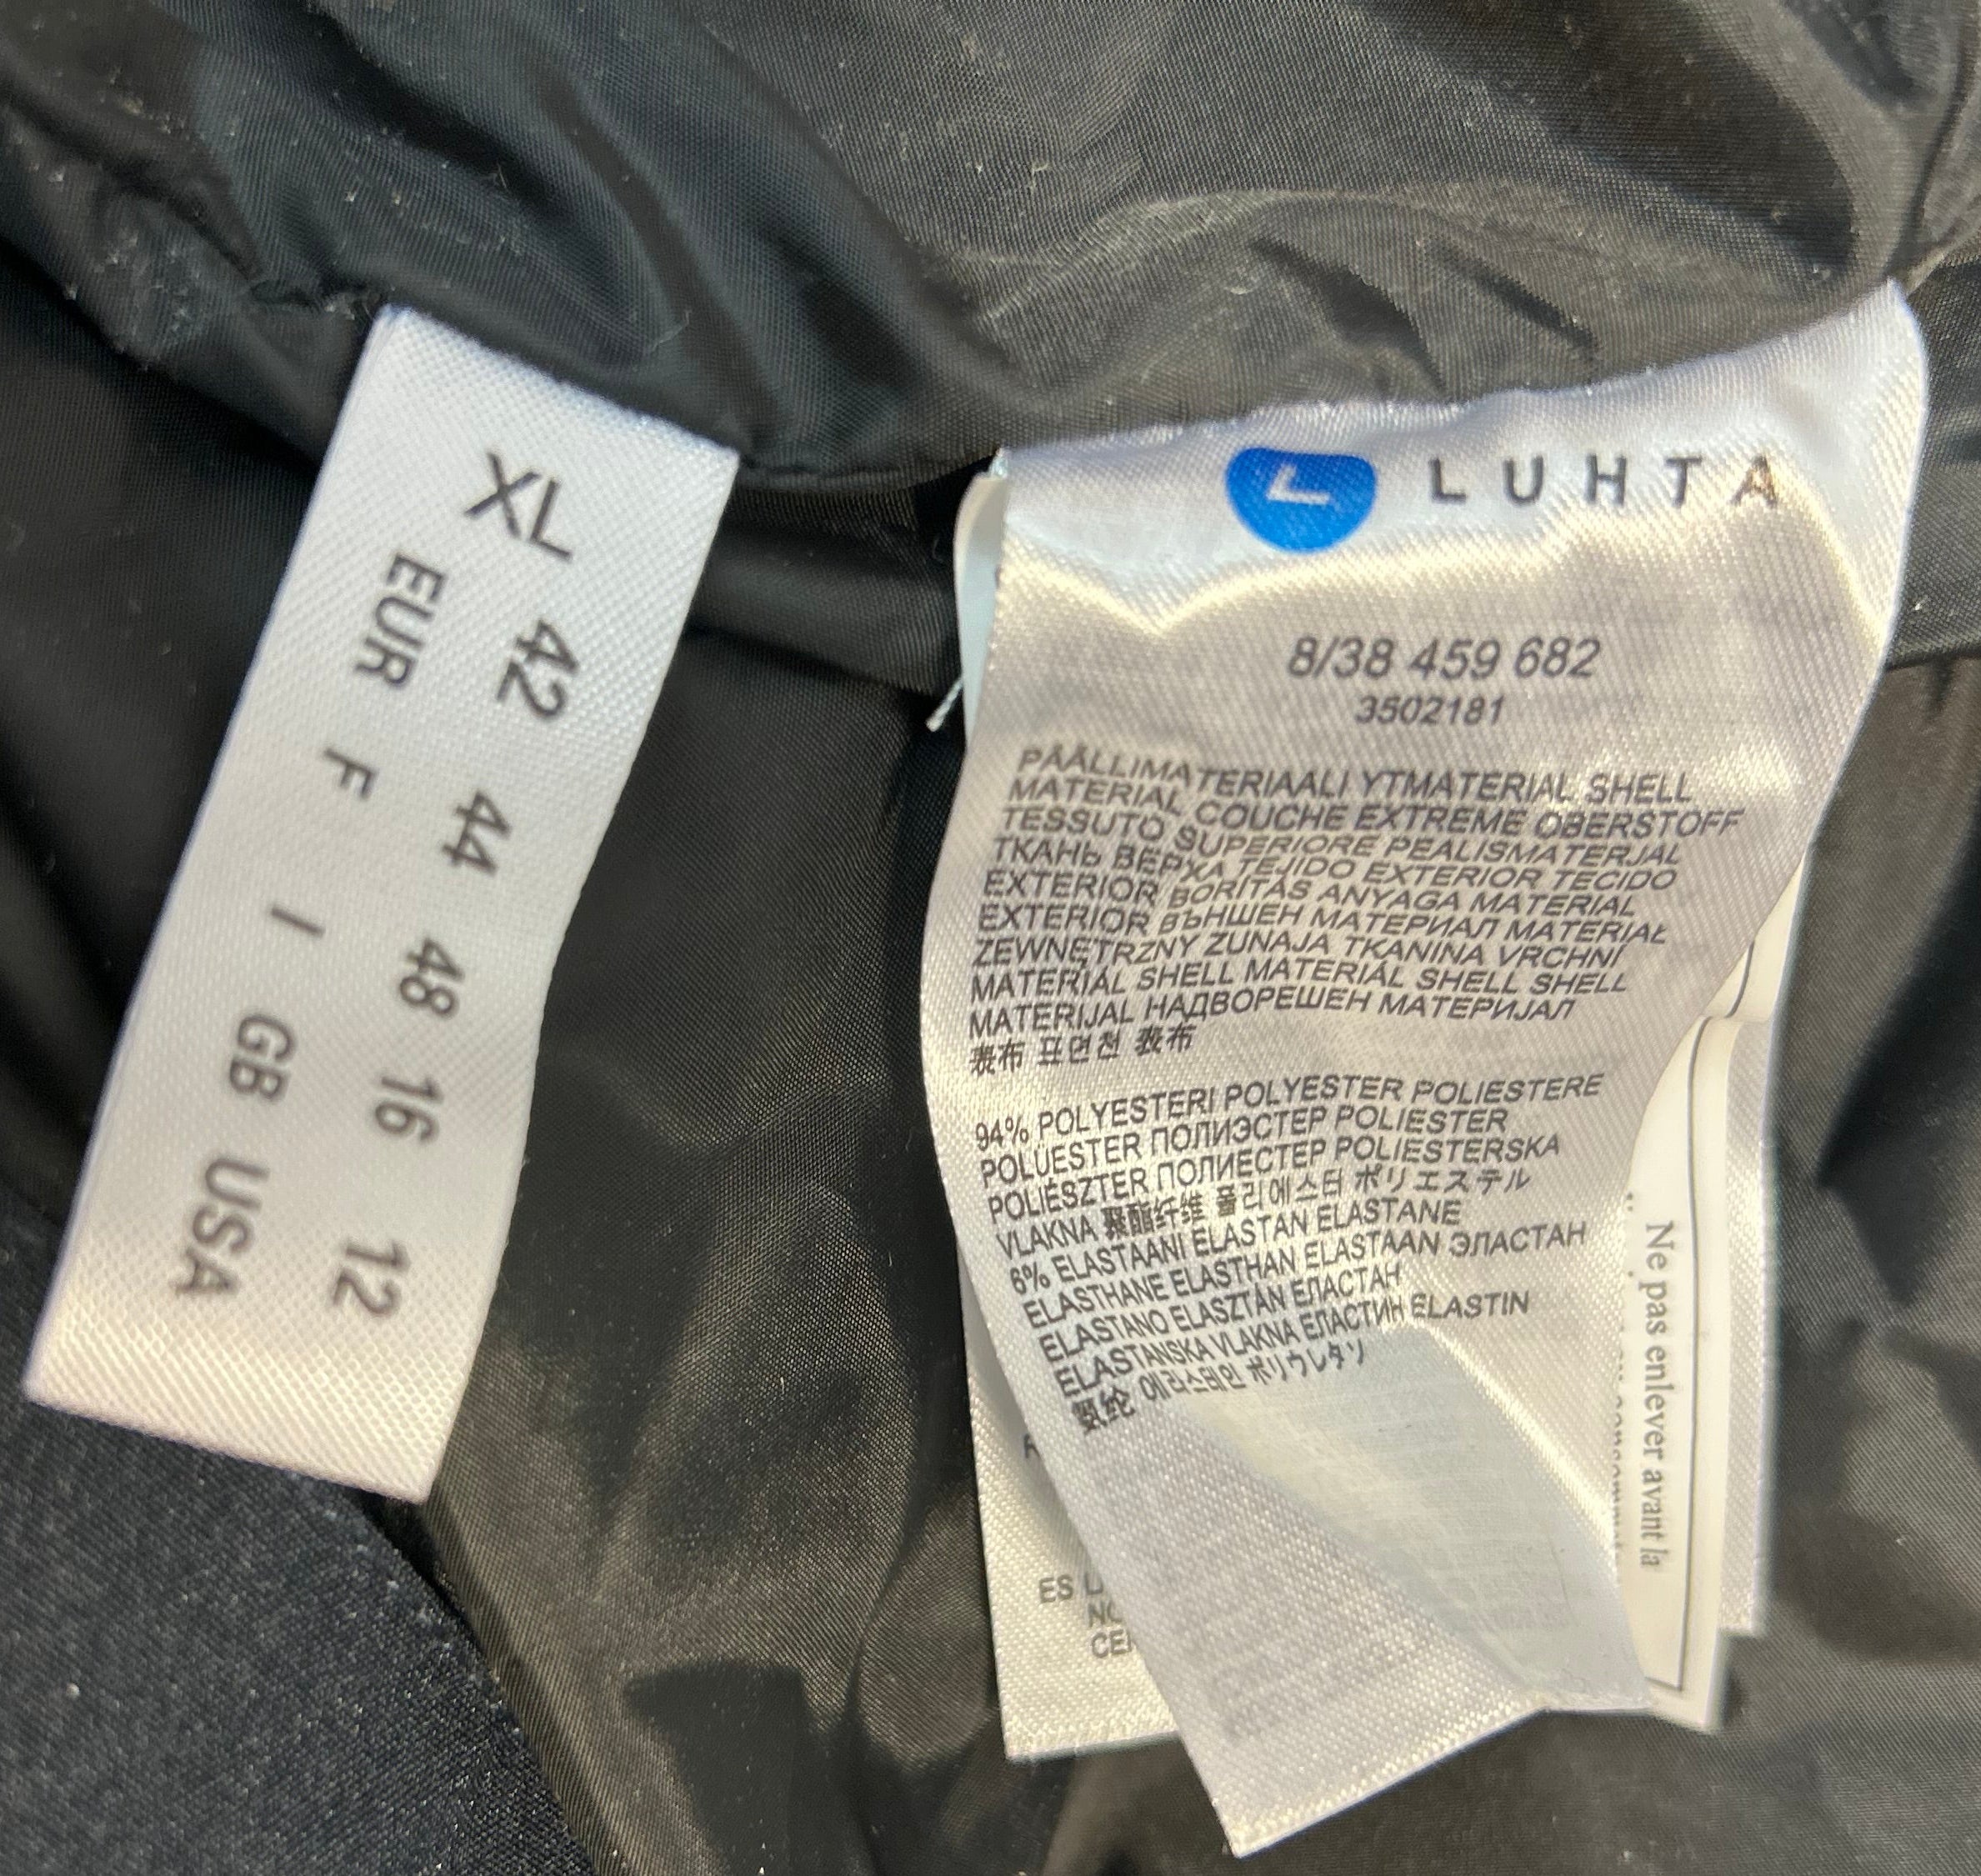 XL
42 44 48 16 12
EUR F I GB USA
L LUHTA
8/38 459 682
3502181
PÄÄLLIMATERIAALI YTMATERIAL SHELL
MATERIAL COUCHE EXTREME OBERSTOFF
TESSUTO SUPERIORE PEALISMATERJAL
ТКАНЬ ВЕРХА TEJIDO EXTERIOR TECIDO
EXTERIOR BORÍTÁS ANYAGA MATERIAL
EXTERIOR ВЪНШЕН МАТЕРИАЛ MATERIAŁ
ZEWNĘTRZNY ZUNAJA TKANINA VRCHNÍ
MATERIÁL SHELL MATERIÁL SHELL SHELL
MATERIJAL НАДВОРЕШЕН МАТЕРИЈАЛ
表布 표면천 表布
94% POLYESTERI POLYESTER POLIESTERE
POLUESTER ПОЛИЭСТЕР POLIESTER
POLIÉSZTER ПОЛИЕСТЕР POLIESTERSKA
VLAKNA 聚酯纤维 폴리에스터 ポリエステル
6% ELASTAANI ELASTAN ELASTANE
ELASTHANE ELASTHAN ELASTAAN ЭЛАСТАН
ELASTANO ELASZTÁN ЕЛАСТАН
ELASTANSKA VLAKNA ЕЛАСТИН ELASTIN
氨纶 에라스테인 ポリウレタン
ES
Ne pas enlever avant la